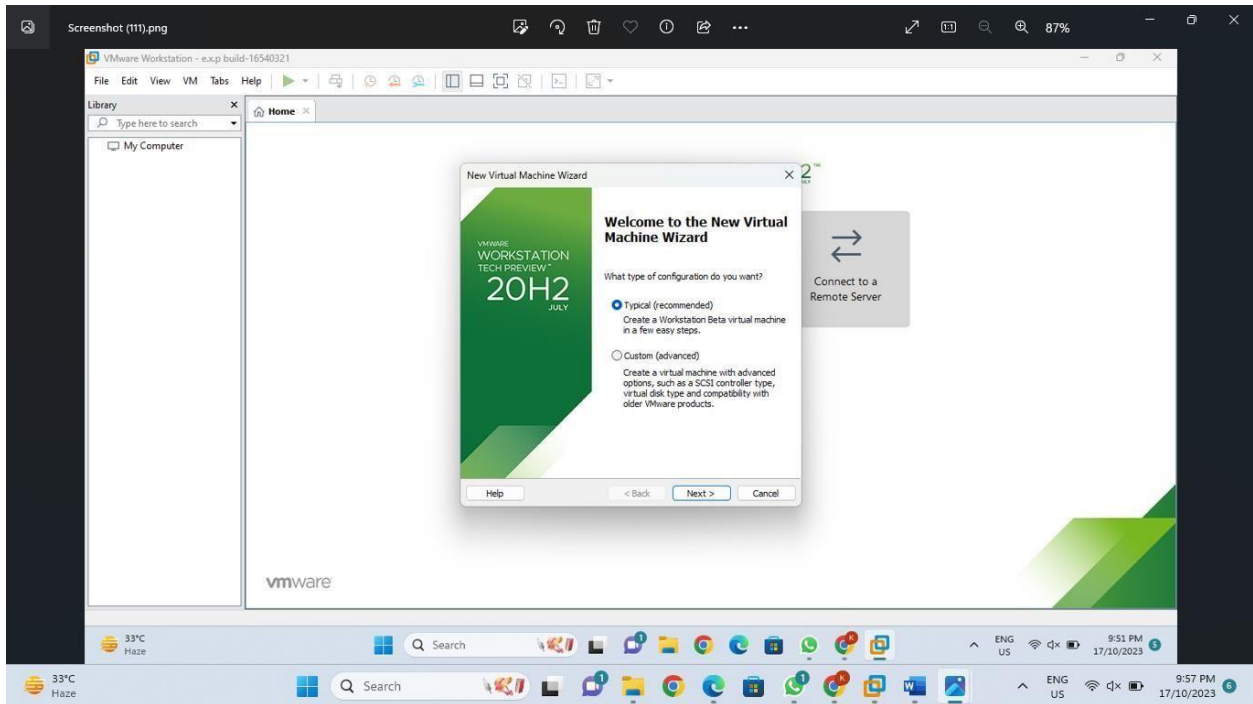 Screenshot (111).png
87%
VMware Workstation - e.x.p build-16540321
File Edit View VM Tabs Help
Library
Type here to search
My Computer
Home
2™
New Virtual Machine Wizard
VMWARE
WORKSTATION
TECH PREVIEW™
20H2
JULY
Welcome to the New Virtual
Machine Wizard
What type of configuration do you want?
Typical (recommended)
Create a Workstation Beta virtual machine
in a few easy steps.
Custom (advanced)
Create a virtual machine with advanced
options, such as a SCSI controller type,
virtual disk type and compatibility with
older VMware products.
Help < Back Next > Cancel
Connect to a
Remote Server
vmware
33°C
Haze
Search
ENG
US
9:51 PM
17/10/2023
5
33°C
Haze
Search
ENG
US
9:57 PM
17/10/2023
6